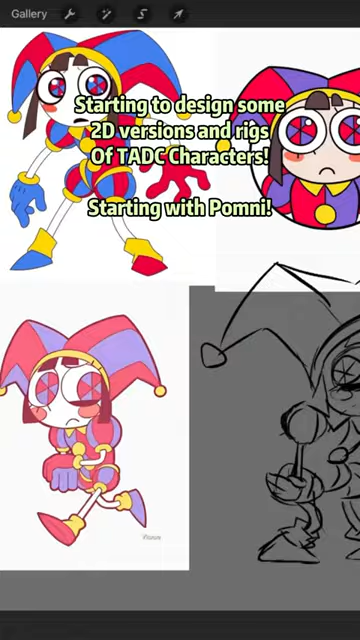 Gallery
Starting to design some
2D versions and rigs
Of TADC Characters!
Starting with Pomni!